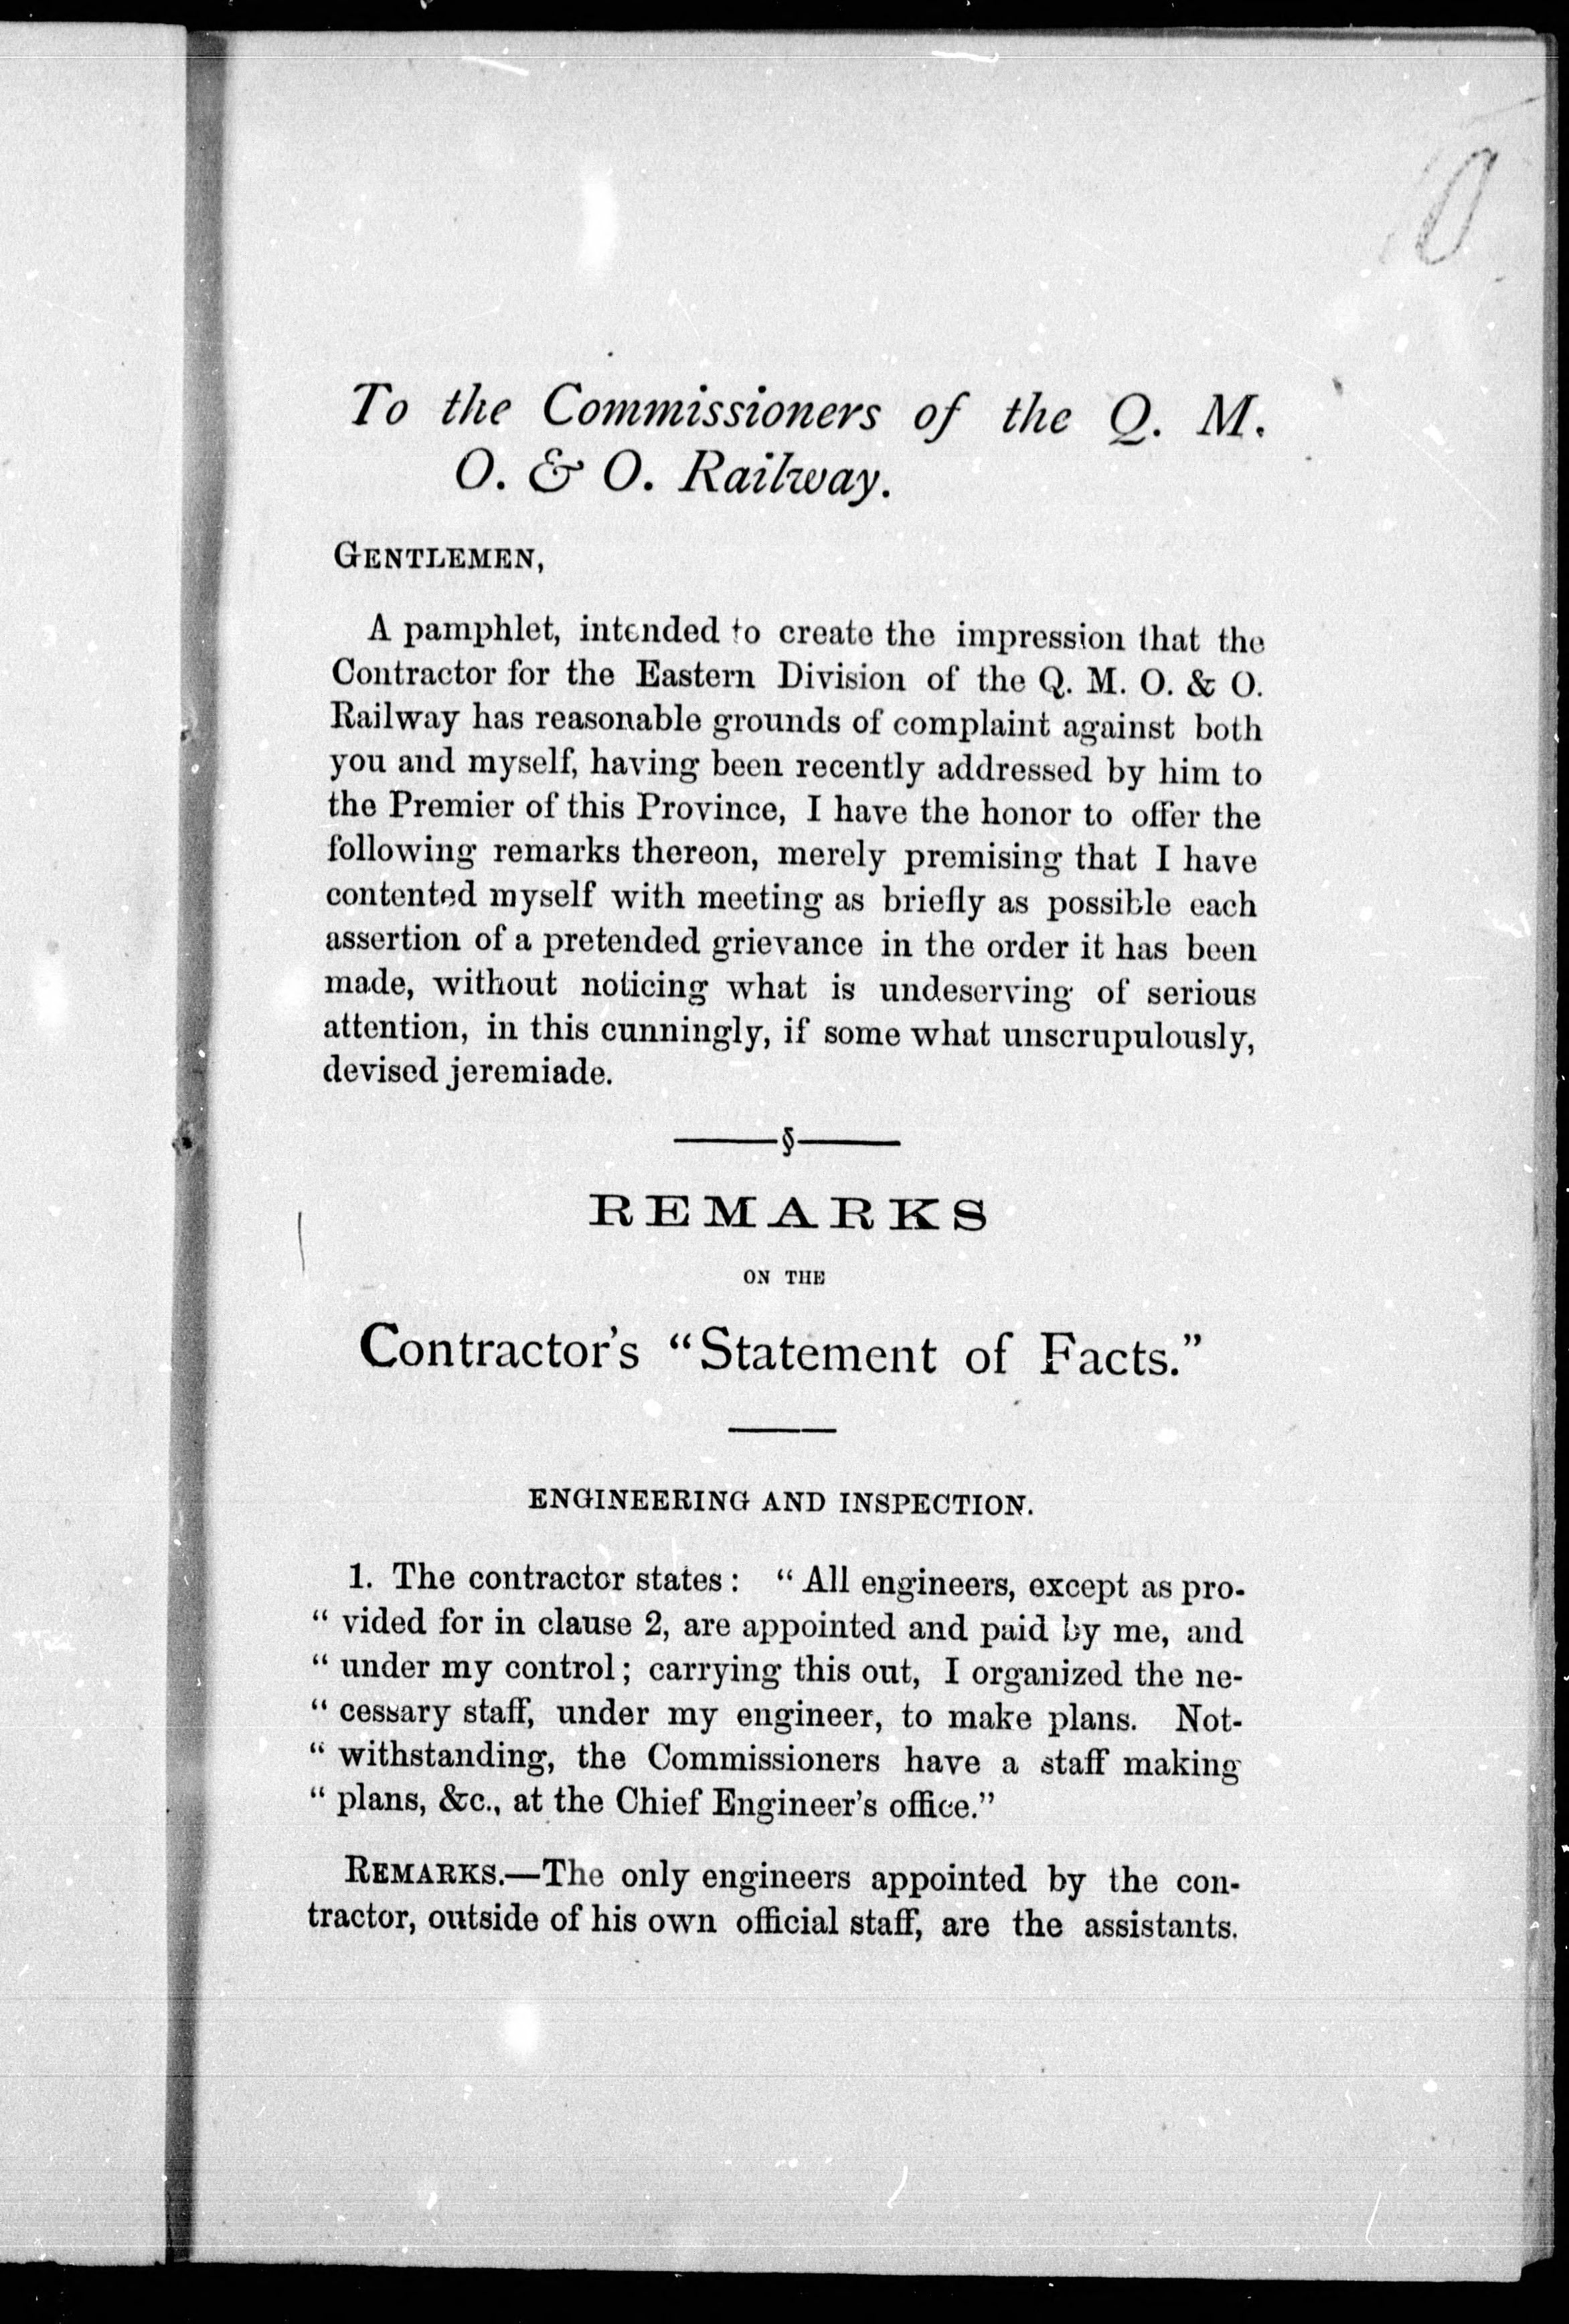 To the Commissioners of the Q. M.
O. & O. Railway.
GENTLEMEN,
A pamphlet, intended to create the impression that the
Contractor for the Eastern Division of the Q. M. O. & O.
Railway has reasonable grounds of complaint against both
you and myself, having been recently addressed by him to
the Premier of this Province, I have the honor to offer the
following remarks thereon, merely premising that I have
contented myself with meeting as briefly as possible each
assertion of a pretended grievance in the order it has been
made, without noticing what is undeserving of serious
attention, in this cunningly, if some what unscrupulously,
devised jeremiade.
§
REMARKS
ON THE
Contractor's "Statement of Facts."
ENGINEERING AND INSPECTION.
1. The contractor states : " All engineers, except as pro-
" vided for in clause 2, are appointed and paid by me, and
" under my control ; carrying this out, I organized the ne-
" cessary staff, under my engineer, to make plans. Not-
" withstanding, the Commissioners have a staff making
" plans, &c., at the Chief Engineer's office."
REMARKS.—The only engineers appointed by the con-
tractor, outside of his own official staff, are the assistants.